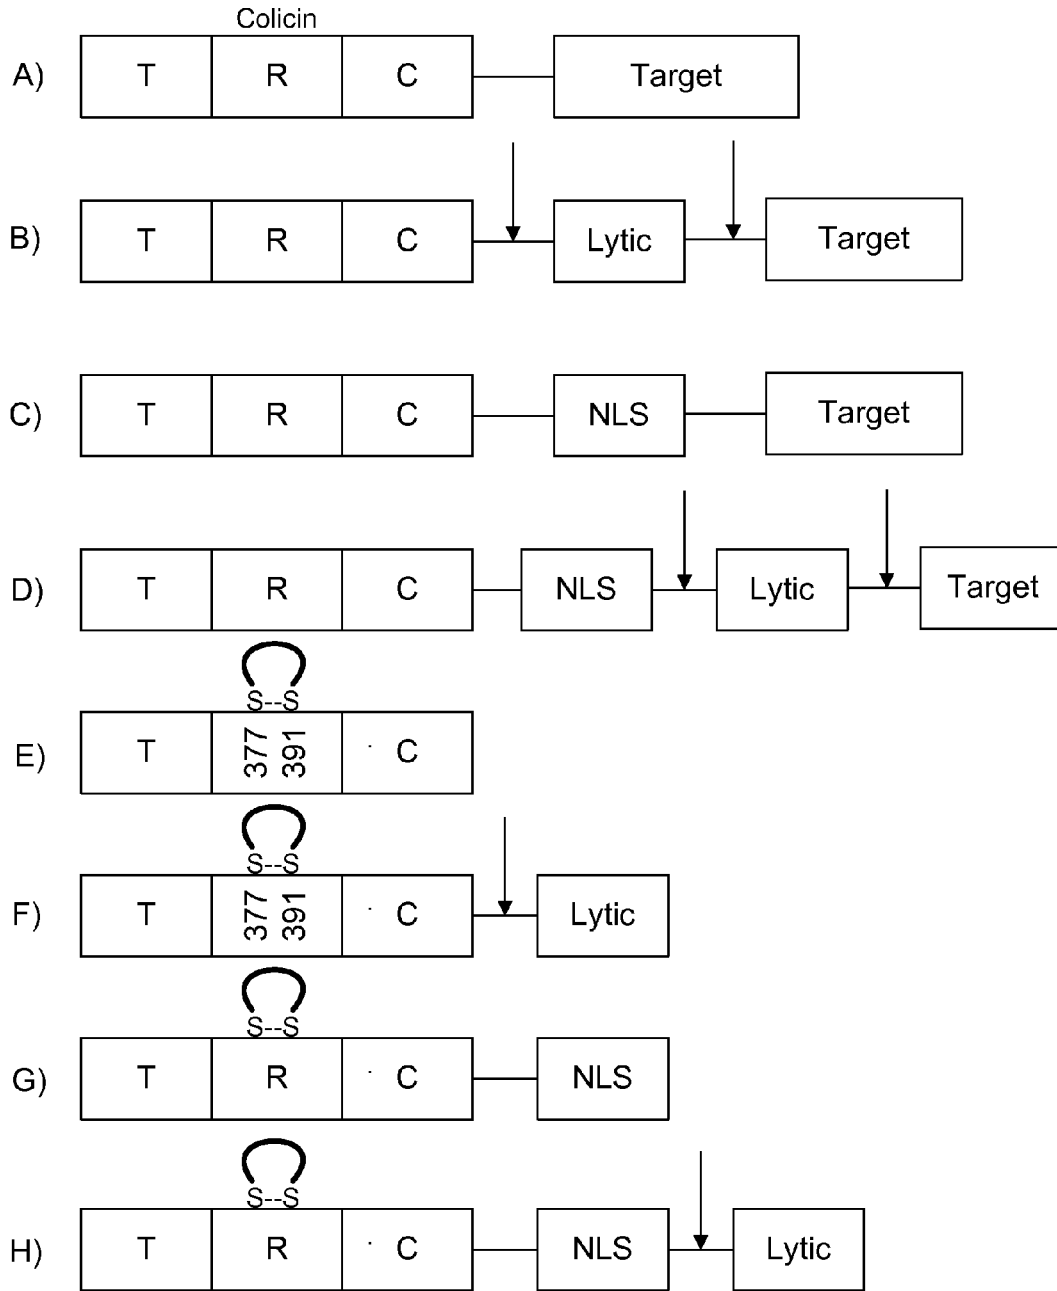 Colicin
A) T R C Target
B) T R C Lytic Target
C) T R C NLS Target
D) T R C NLS Lytic Target
S--S
E) T 377 391 C
S--S
F) T 377 391 C Lytic
S--S
G) T R C NLS
S--S
H) T R C NLS Lytic